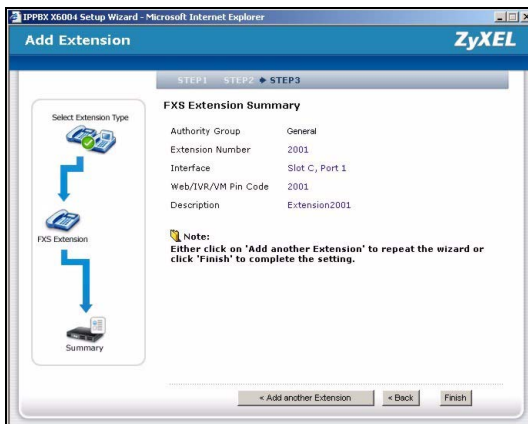 IPPBX X6004 Setup Wizard - Microsoft Internet Explorer
Add Extension
ZyXEL
STEP1 STEP2 STEP3
Select Extension Type
FXS Extension
Summary
FXS Extension Summary
Authority Group General
Extension Number 2001
Interface Slot C, Port 1
Web/IVR/VM Pin Code 2001
Description Extension2001
Note:
Either click on 'Add another Extension' to repeat the wizard or
click 'Finish' to complete the setting.
< Add another Extension < Back Finish